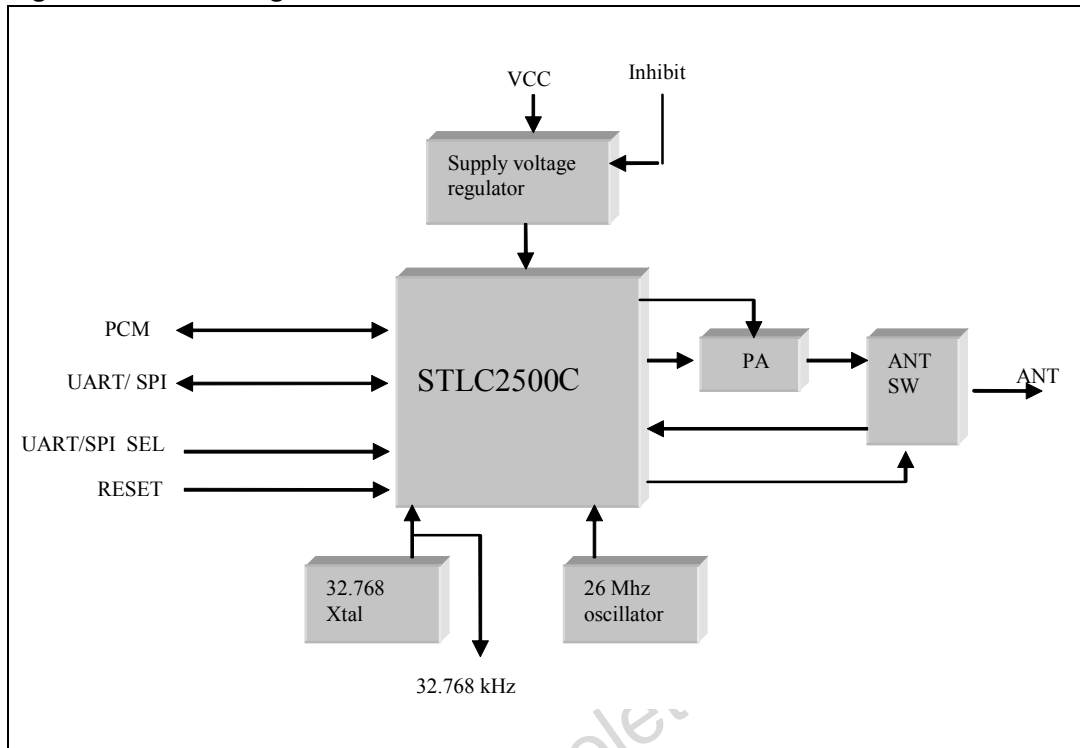 VCC
Inhibit
Supply voltage
regulator
PCM
UART/ SPI
UART/SPI SEL
RESET
STLC2500C
PA
ANT
SW
ANT
32.768
Xtal
26 Mhz
oscillator
32.768 kHz